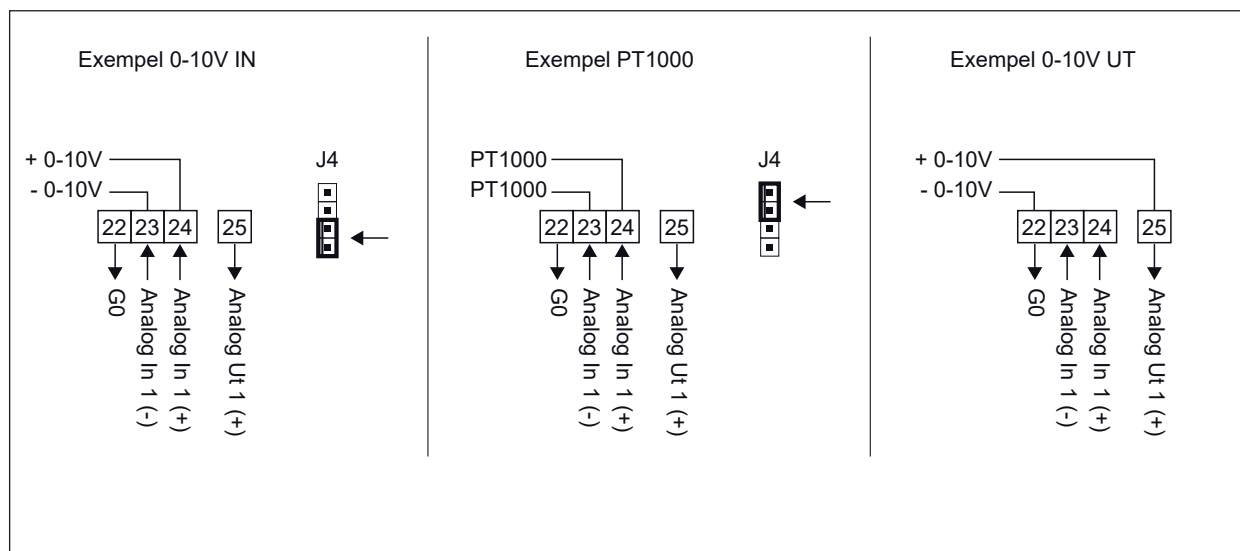 Exempel 0-10V IN
+ 0-10V
- 0-10V
J4
22 23 24 25
G0
Analog In 1 (-)
Analog In 1 (+)
Analog Ut 1 (+)
Exempel PT1000
PT1000
PT1000
J4
22 23 24 25
G0
Analog In 1 (-)
Analog In 1 (+)
Analog Ut 1 (+)
Exempel 0-10V UT
+ 0-10V
- 0-10V
22 23 24 25
G0
Analog In 1 (-)
Analog In 1 (+)
Analog Ut 1 (+)